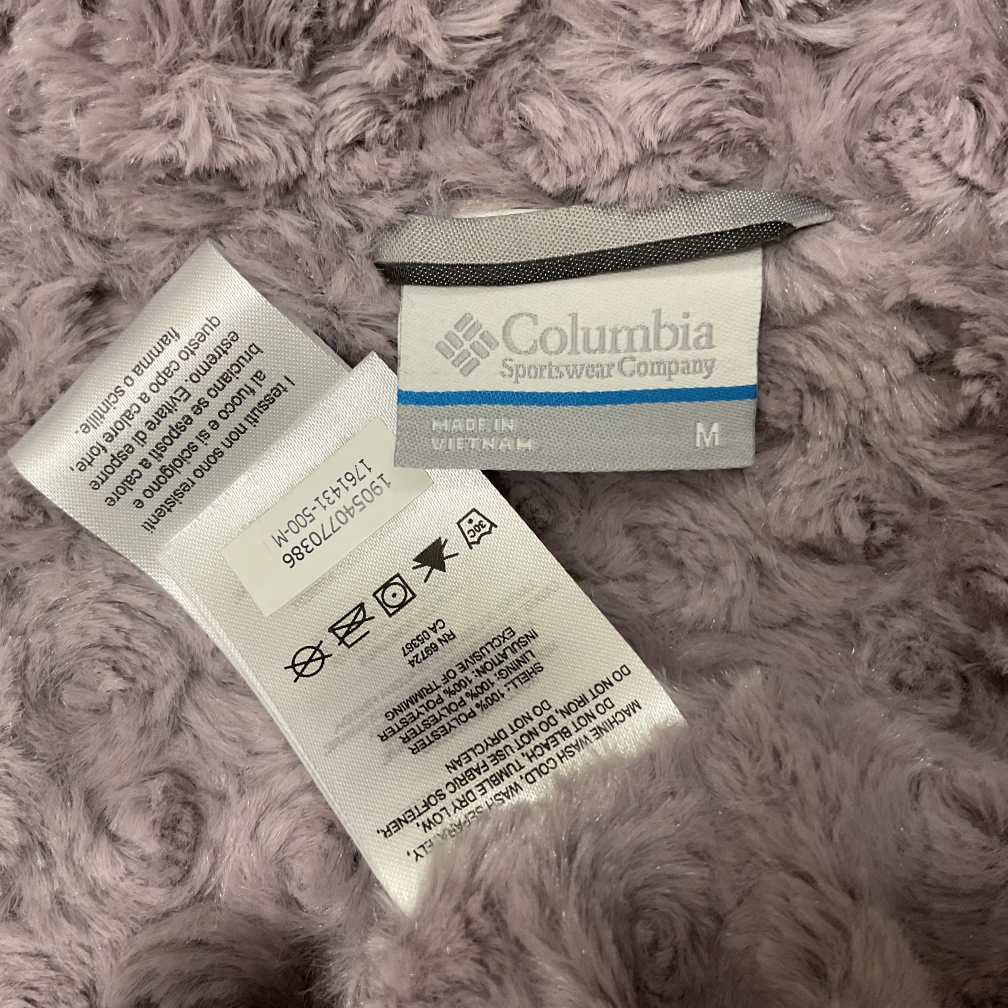 Columbia
Sportswear Company
MADE IN
VIETNAM
M
I tessuti non sono resistenti
al fuoco e si sciolgono e
bruciano se esposti a calore
estremo. Evitare di esporre
questo capo a calore forte,
fiamma o scintille.
190540770386
1761431-500-M
30C
RN 69724
CA 05367
SHELL: 100% POLYESTER
LINING: 100% POLYESTER
INSULATION: 100% POLYESTER
EXCLUSIVE OF TRIMMING
MACHINE WASH COLD, WASH SEPARATELY,
DO NOT BLEACH, TUMBLE DRY LOW,
DO NOT IRON, DO NOT USE FABRIC SOFTENER,
DO NOT DRYCLEAN